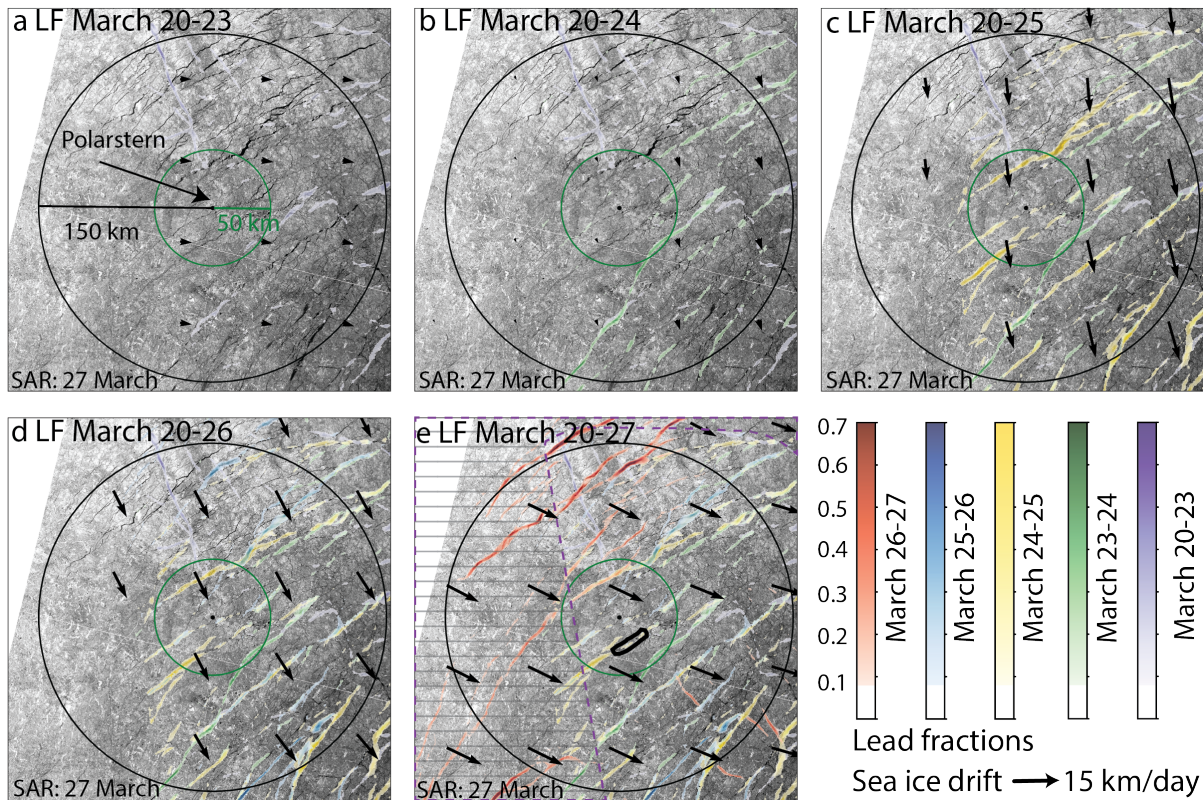 a LF March 20-23
Polarstern
50 km
150 km
SAR: 27 March
b LF March 20-24
SAR: 27 March
c LF March 20-25
SAR: 27 March
d LF March 20-26
SAR: 27 March
e LF March 20-27
SAR: 27 March
0.7
0.6
0.5
0.4
0.3
0.2
0.1
March 26-27
March 25-26
March 24-25
March 23-24
March 20-23
Lead fractions
Sea ice drift
15 km/day